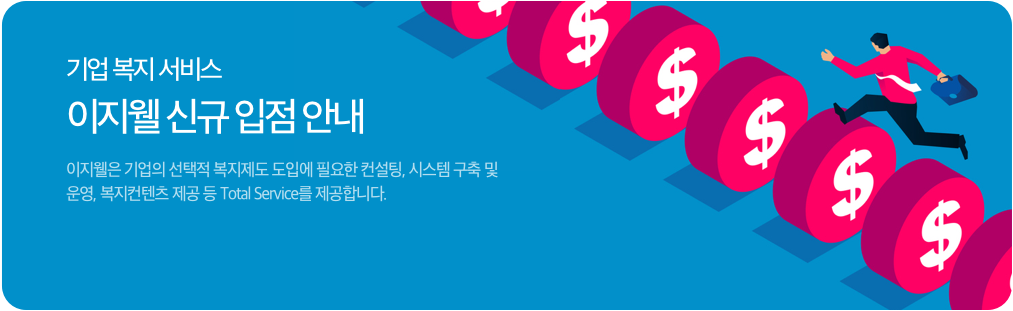 기업 복지 서비스
이지웰 신규 입점 안내
이지웰은 기업의 선택적 복지제도 도입에 필요한 컨설팅, 시스템 구축 및
운영, 복지컨텐츠 제공 등 Total Service를 제공합니다.
$
$
$
$
$
$